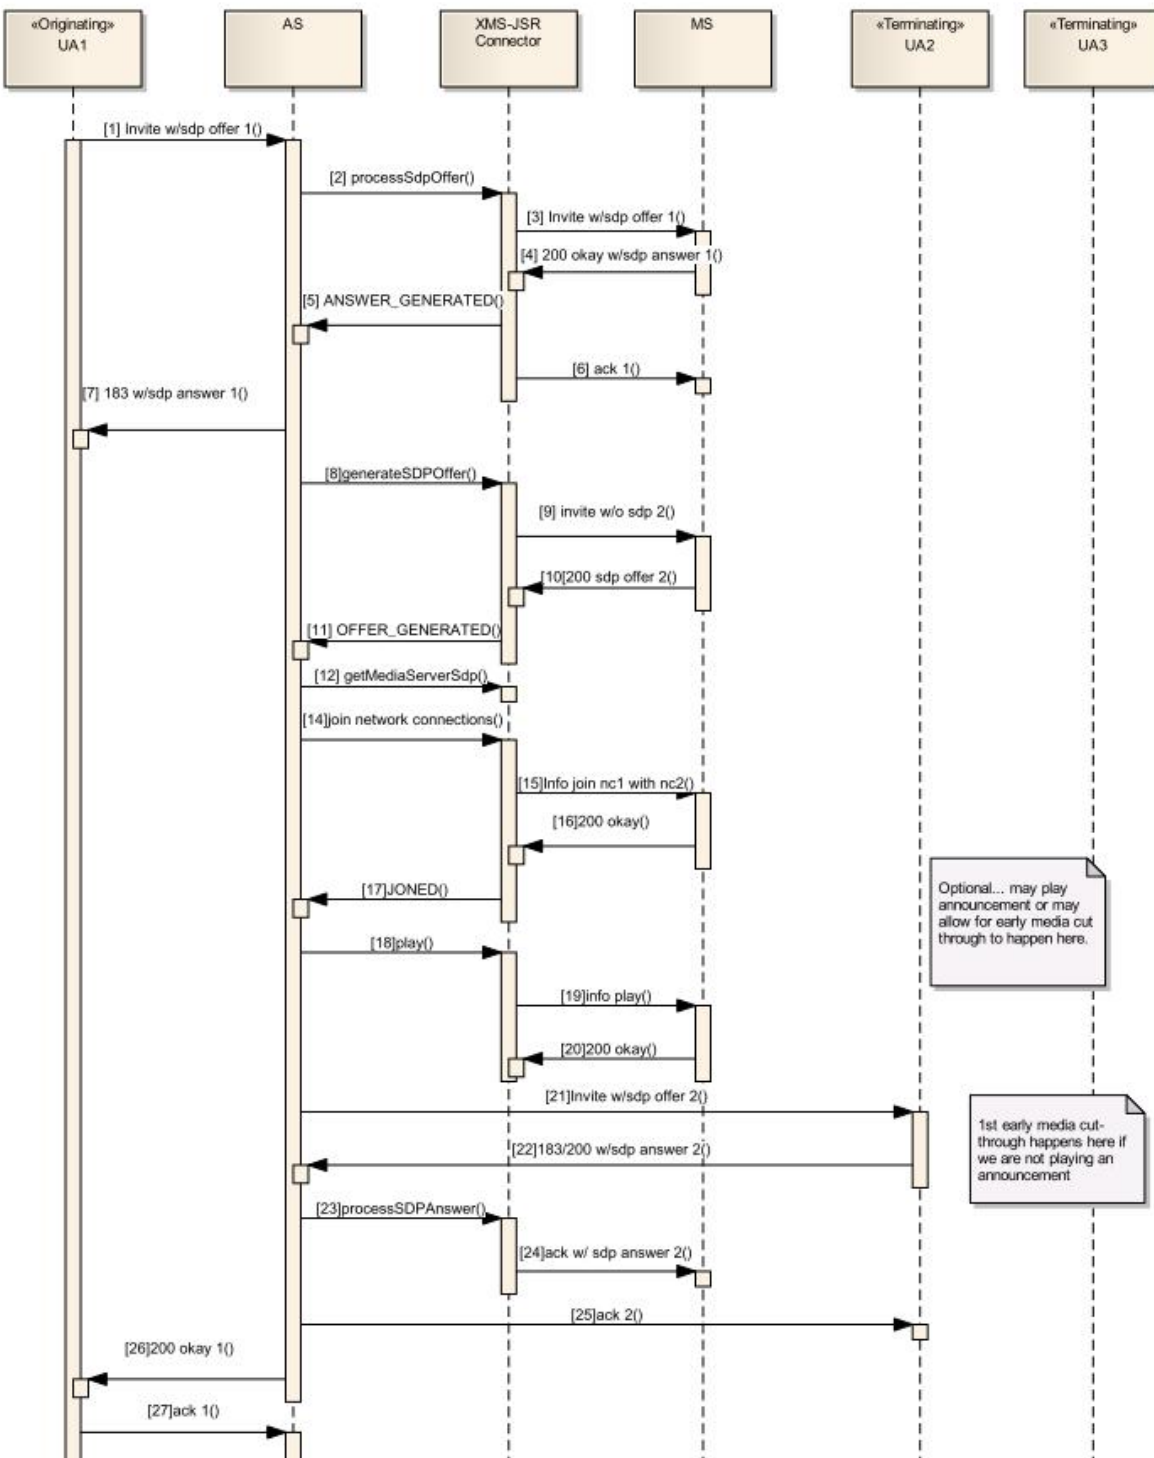 «Originating»
UA1
AS
XMS-JSR
Connector
MS
«Terminating»
UA2
«Terminating»
UA3
[1] Invite w/sdp offer 1()
[2] processSdpOffer()
[3] Invite w/sdp offer 1()
[4] 200 okay w/sdp answer 1()
[5] ANSWER_GENERATED()
[6] ack 1()
[7] 183 w/sdp answer 1()
[8]generateSDPOffer()
[9] invite w/o sdp 2()
[10]200 sdp offer 2()
[11] OFFER_GENERATED()
[12] getMediaServerSdp()
[14]join network connections()
[15]Info join nc1 with nc2()
[16]200 okay()
[17]JONED()
Optional... may play
announcement or may
allow for early media cut
through to happen here.
[18]play()
[19]info play()
[20]200 okay()
[21]Invite w/sdp offer 2()
1st early media cut-
through happens here if
we are not playing an
announcement
[22]183/200 w/sdp answer 2()
[23]processSDPAnswer()
[24]ack w/ sdp answer 2()
[25]ack 2()
[26]200 okay 1()
[27]ack 1()